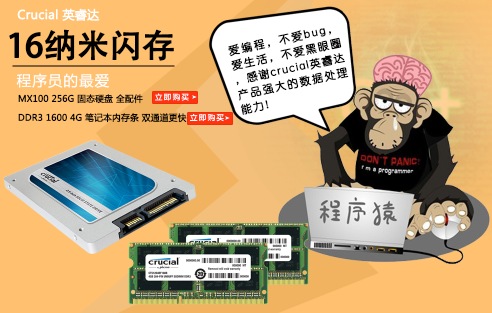 Crucial 英睿达
16纳米闪存
程序员的最爱
MX100 256G 固态硬盘 全配件 立即购买>
DDR3 1600 4G 笔记本内存条 双通道更快 立即购买>
爱编程,不爱bug,
爱生活,不爱黑眼圈
,感谢crucial英睿达
产品强大的数据处理
能力!
DON'T PANIC!
I'm a programmer
程序猿
crucial
crucial
crucial